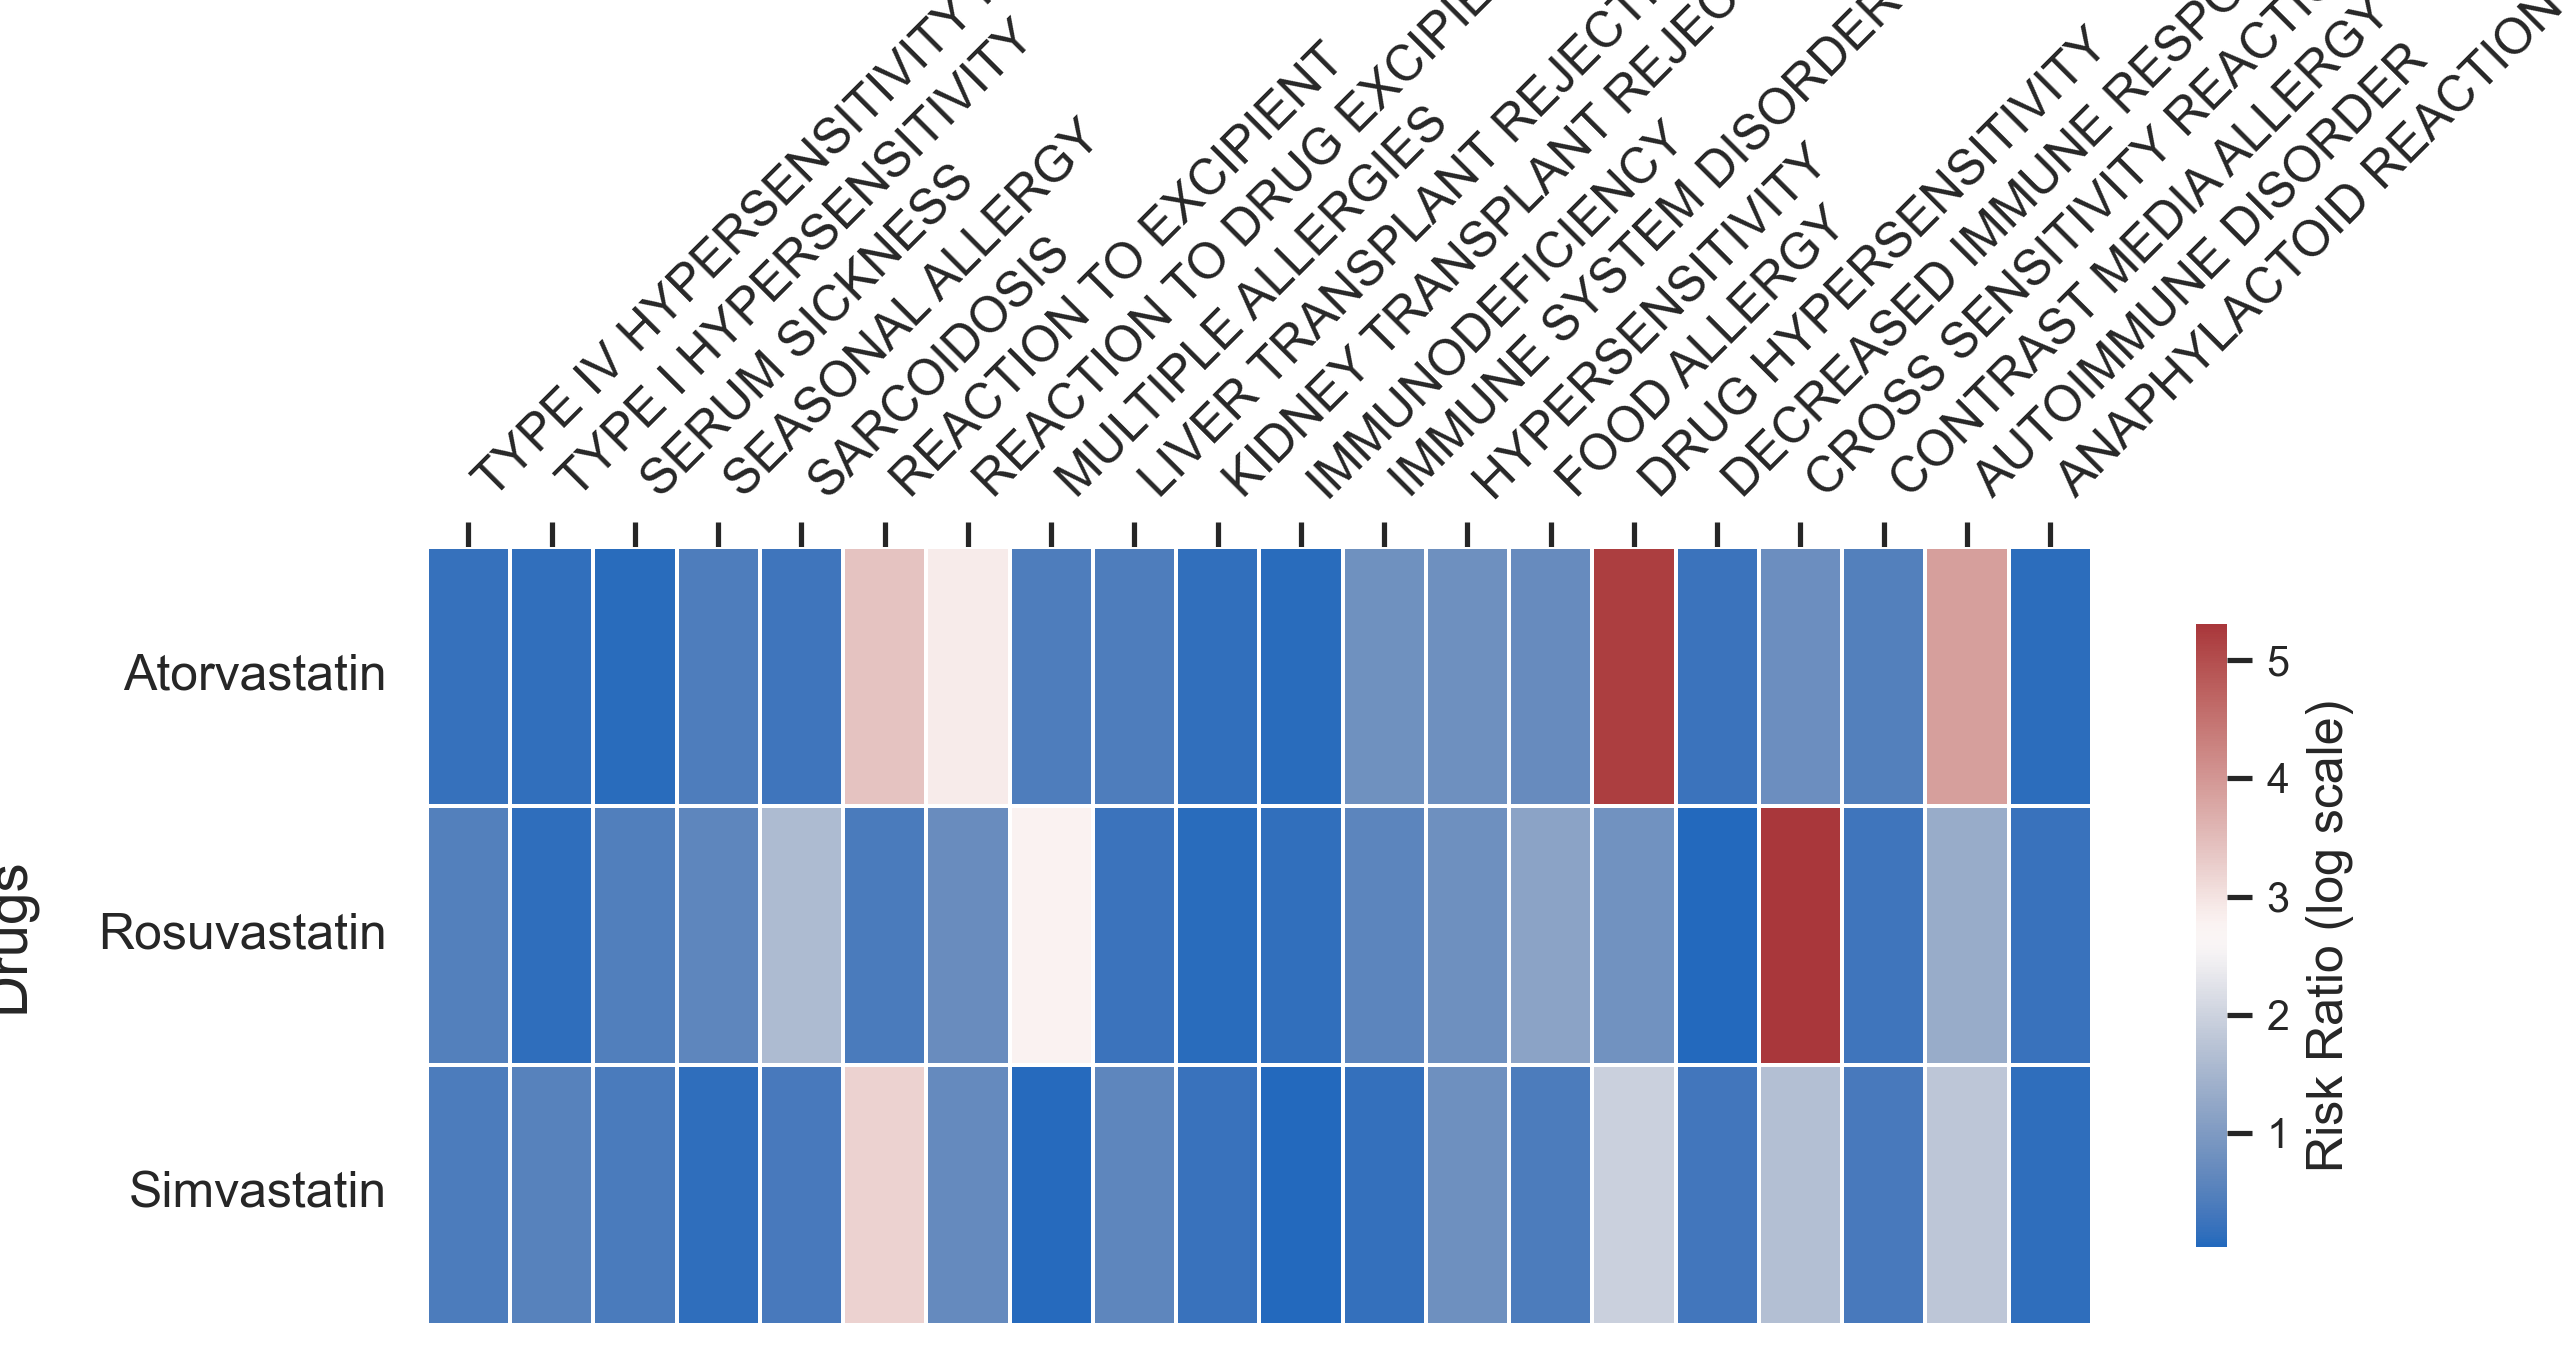 TYPE IV HYPERSENSITIVITY
TYPE I HYPERSENSITIVITY
SERUM SICKNESS
SEASONAL ALLERGY
SARCOIDOSIS
REACTION TO EXCIPIENT
REACTION TO DRUG
MULTIPLE ALLERGIES
LIVER TRANSPLANT
KIDNEY TRANSPLANT
IMMUNODEFICIENCY
IMMUNE SYSTEM DISORDER
HYPERSENSITIVITY
FOOD ALLERGY
DRUG HYPERSENSITIVITY
DECREASED IMMUNE
CROSS SENSITIVITY
CONTRAST MEDIA ALLERGY
AUTOIMMUNE DISORDER
ANAPHYLACTOID REACTION
Drugs
Atorvastatin
Rosuvastatin
Simvastatin
5
4
3
2
1
Risk Ratio (log scale)